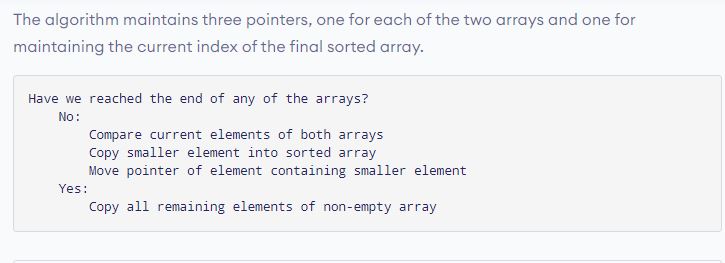 The algorithm maintains three pointers, one for each of the two arrays and one for
maintaining the current index of the final sorted array.
Have we reached the end of any of the arrays?
    No:
        Compare current elements of both arrays
        Copy smaller element into sorted array
        Move pointer of element containing smaller element
    Yes:
        Copy all remaining elements of non-empty array